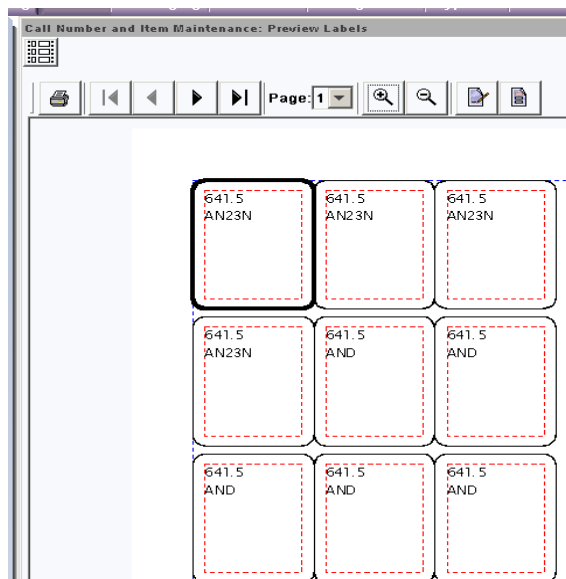 Call Number and Item Maintenance: Preview Labels
Page: 1
641.5 641.5 641.5
AN23N AN23N AN23N
641.5 641.5 641.5
AN23N AND AND
641.5 641.5 641.5
AND AND AND